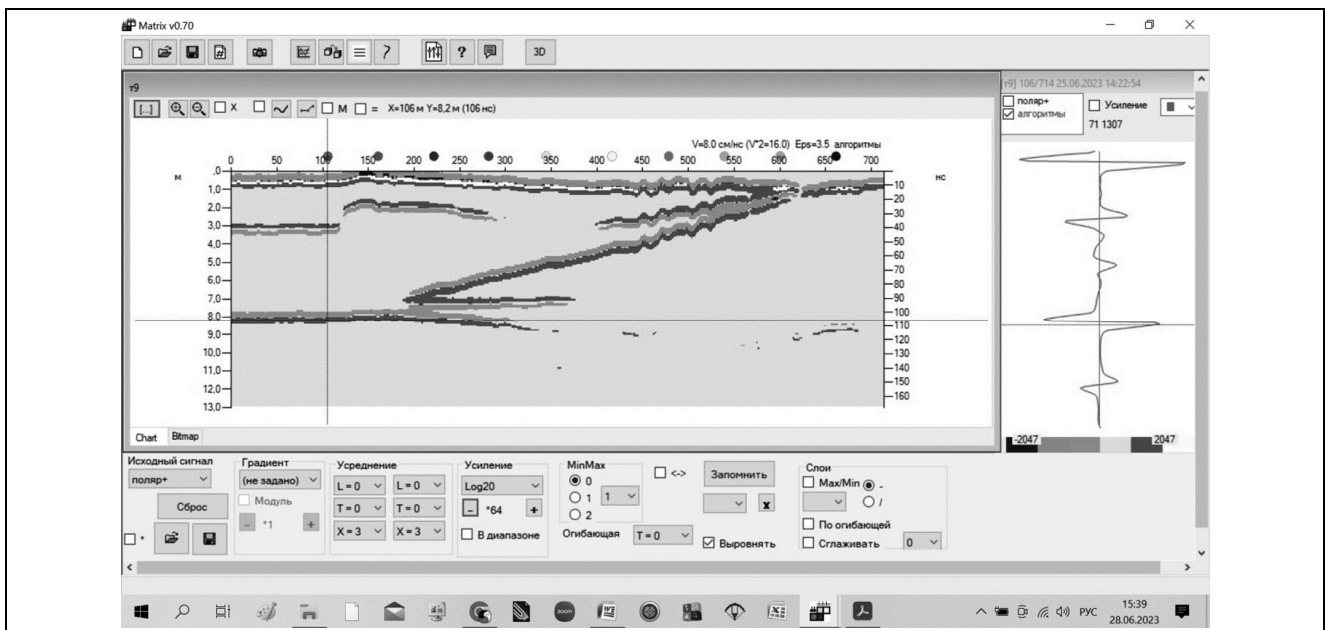 Matrix v0.70
# ? 3D
т9
[т9] 106/714 25.06.2023 14:22:54
[...] X M = X=106 м Y=8,2 м (106 нс)
поляр+ Усиление
алгоритмы 71 1307
V=8.0 см/нс (V*2=16.0) Eps=3.5 алгоритмы
0 50 100 150 200 250 300 350 400 450 500 550 600 650 700
м нс
,0
1,0 10
2,0 20
3,0 30
4,0 40
5,0 50
6,0 60
7,0 70
8,0 80
9,0 90
10,0 100
11,0 110
12,0 120
13,0 130
140
150
160
Chart Bitmap
-2047 2047
Исходный сигнал Градиент Усреднение Усиление MinMax Слои
поляр+ (не задано) L = 0 L = 0 Log20 0 <-> Запомнить Max/Min -
Сброс Модуль T = 0 T = 0 - *64 + 1 1 x /
- *1 + X = 3 X = 3 В диапазоне 2 По огибающей
* Огибающая T = 0 Выровнять Сглаживать 0
zoom РУС 15:39
28.06.2023